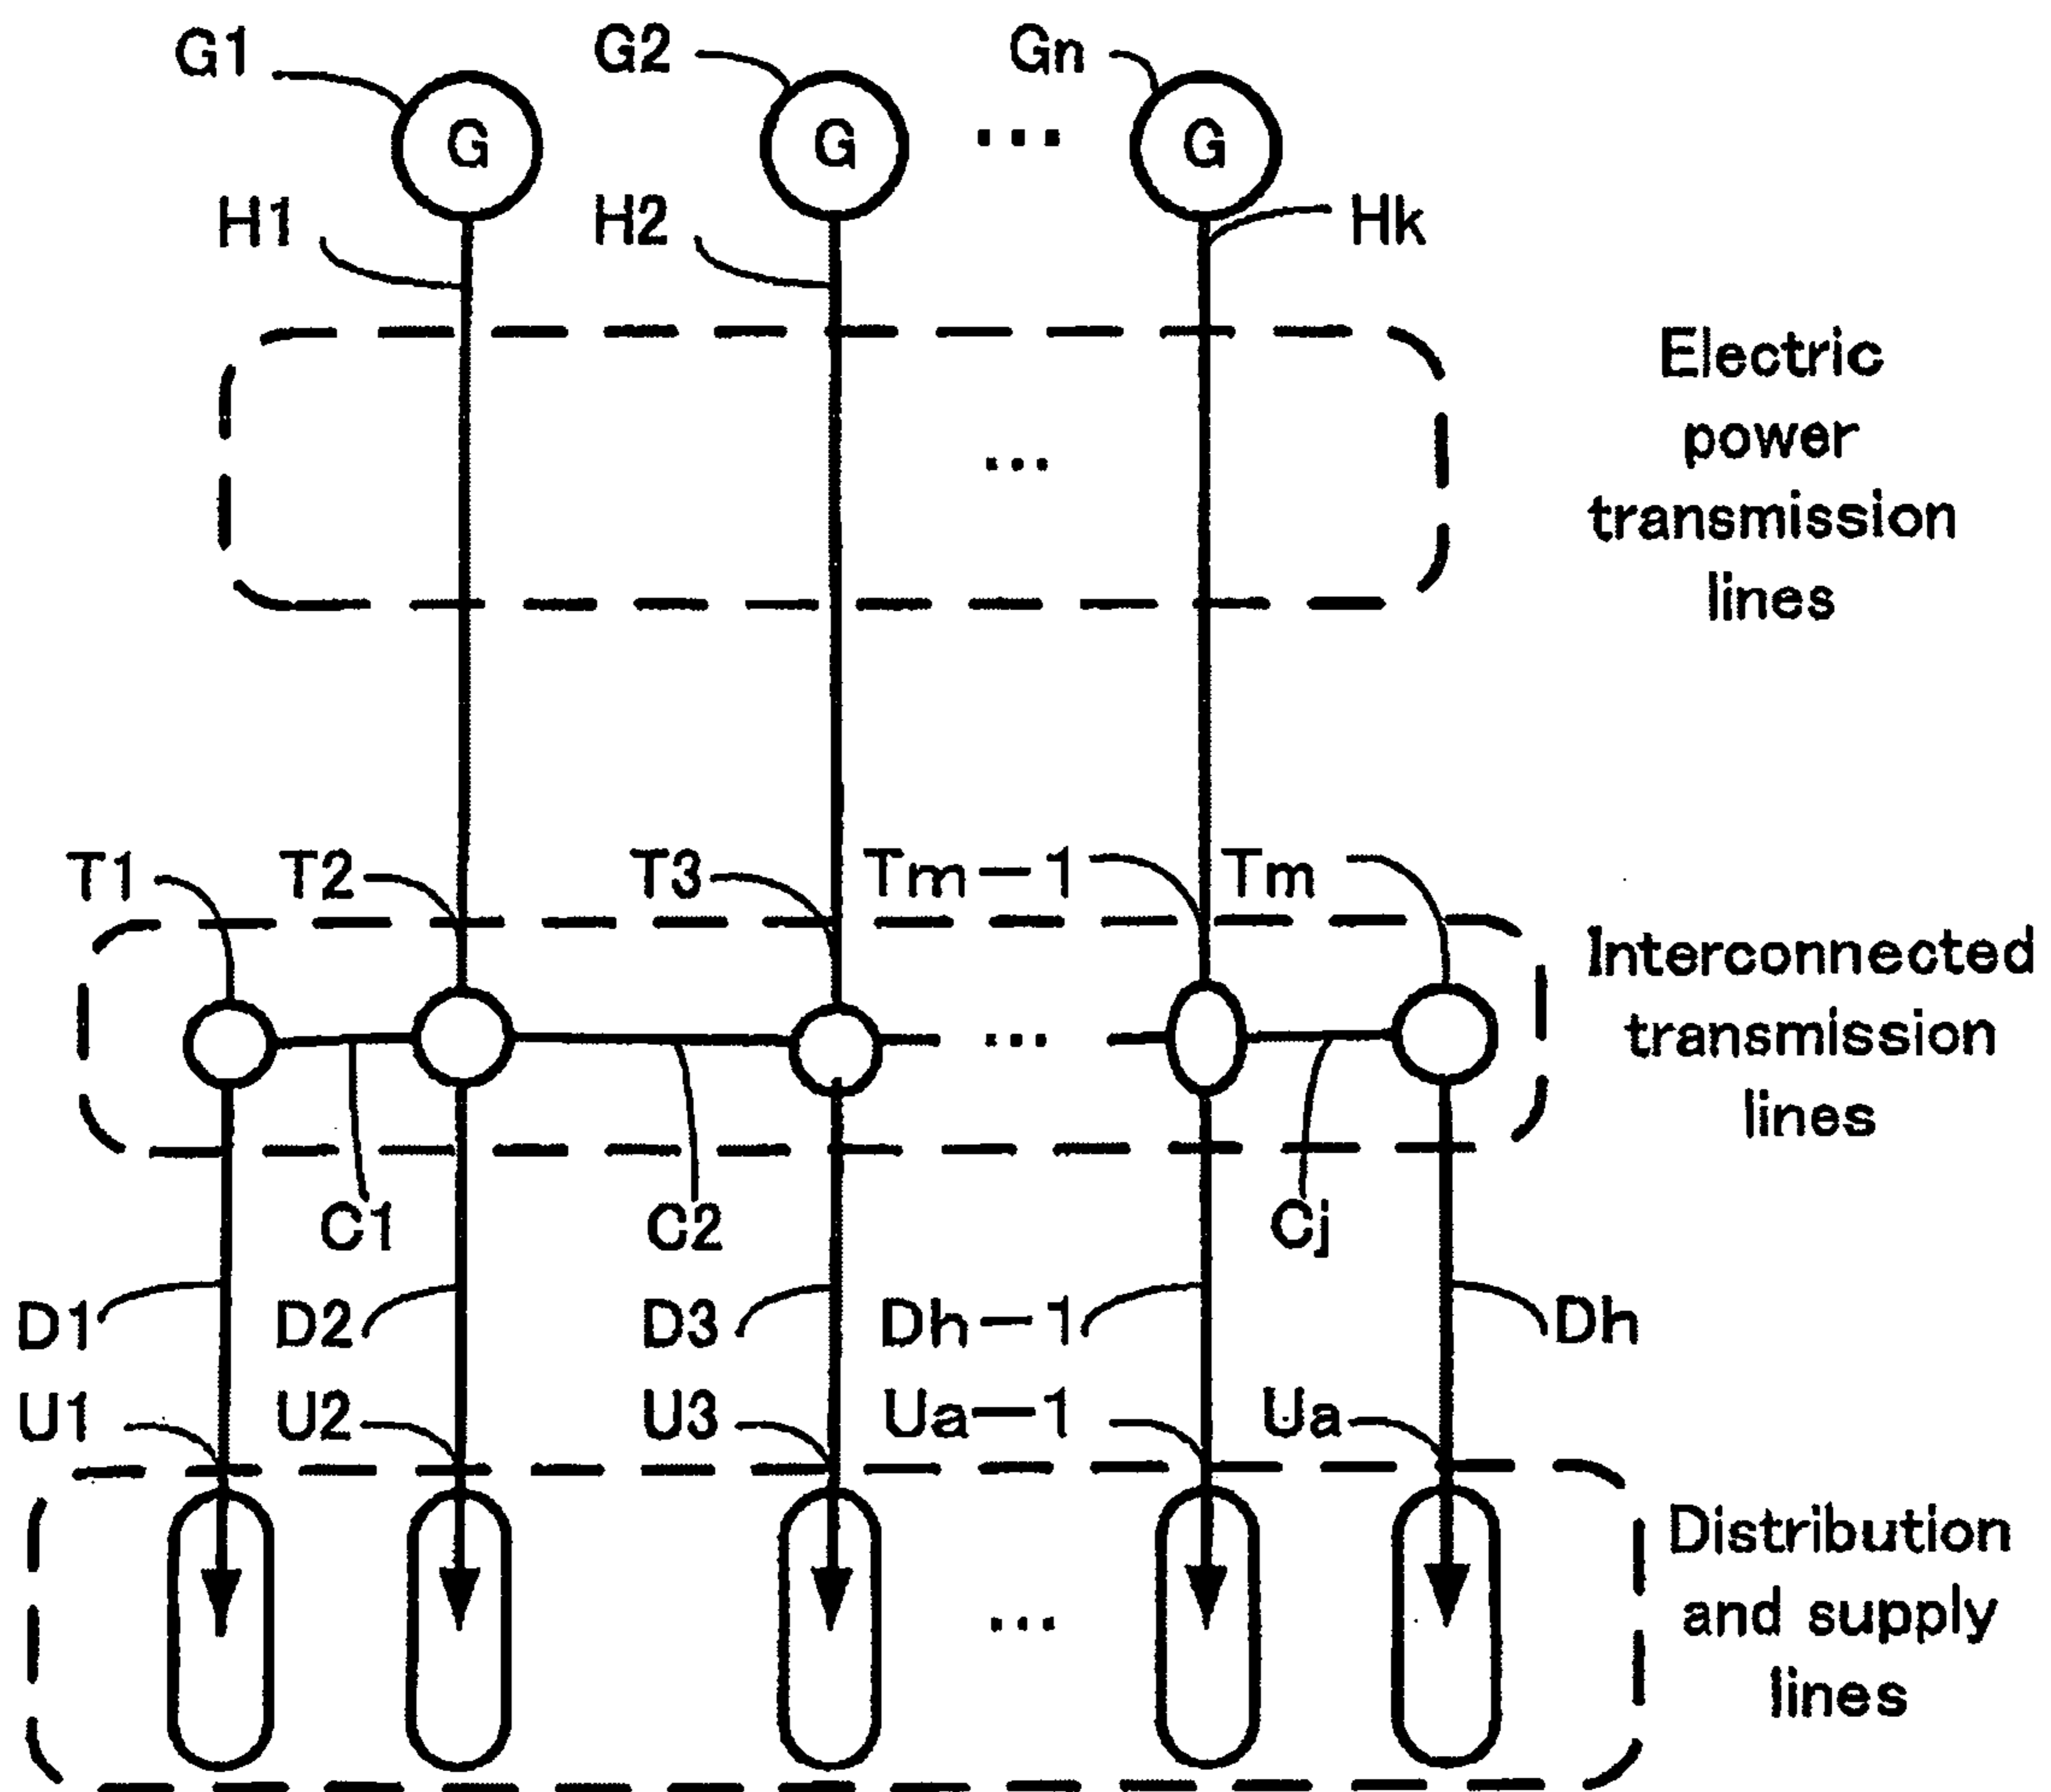 G1 G2 Gn
G G ... G
H1 H2 Hk
Electric
power
transmission
lines
...
T1 T2 T3 Tm-1 Tm
Interconnected
transmission
lines
...
C1 C2 Cj
D1 D2 D3 Dh-1 Dh
U1 U2 U3 Ua-1 Ua
Distribution
and supply
lines
...